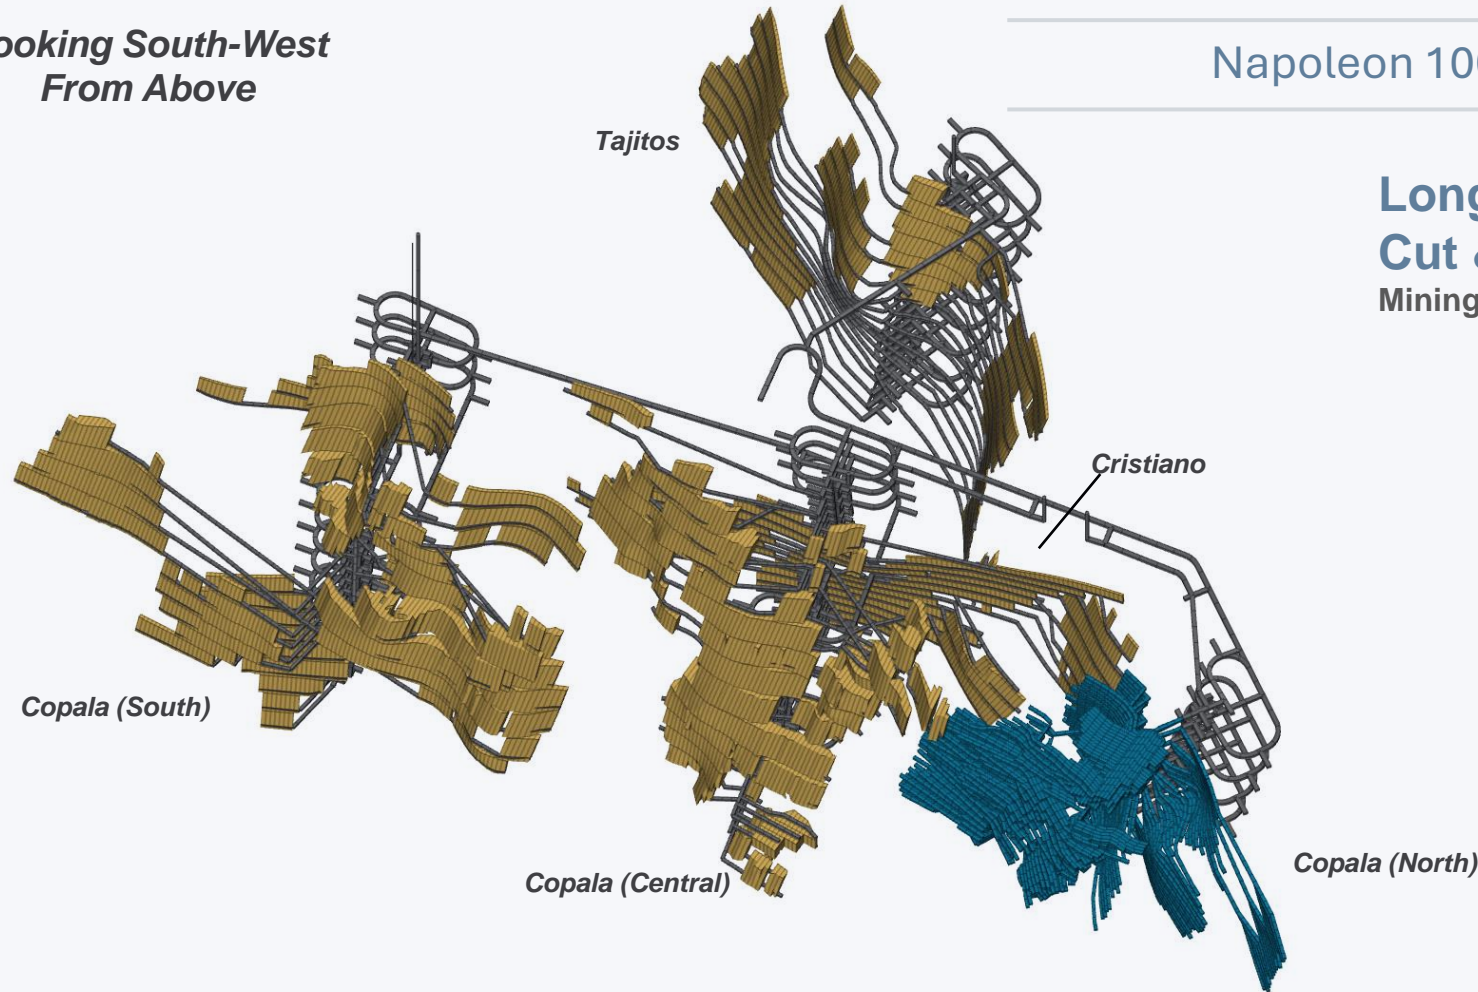 ooking South-West
From Above
Napoleon 10
Tajitos
Long
Cut &
Mining
Cristiano
Copala (South)
Copala (Central)
Copala (North)